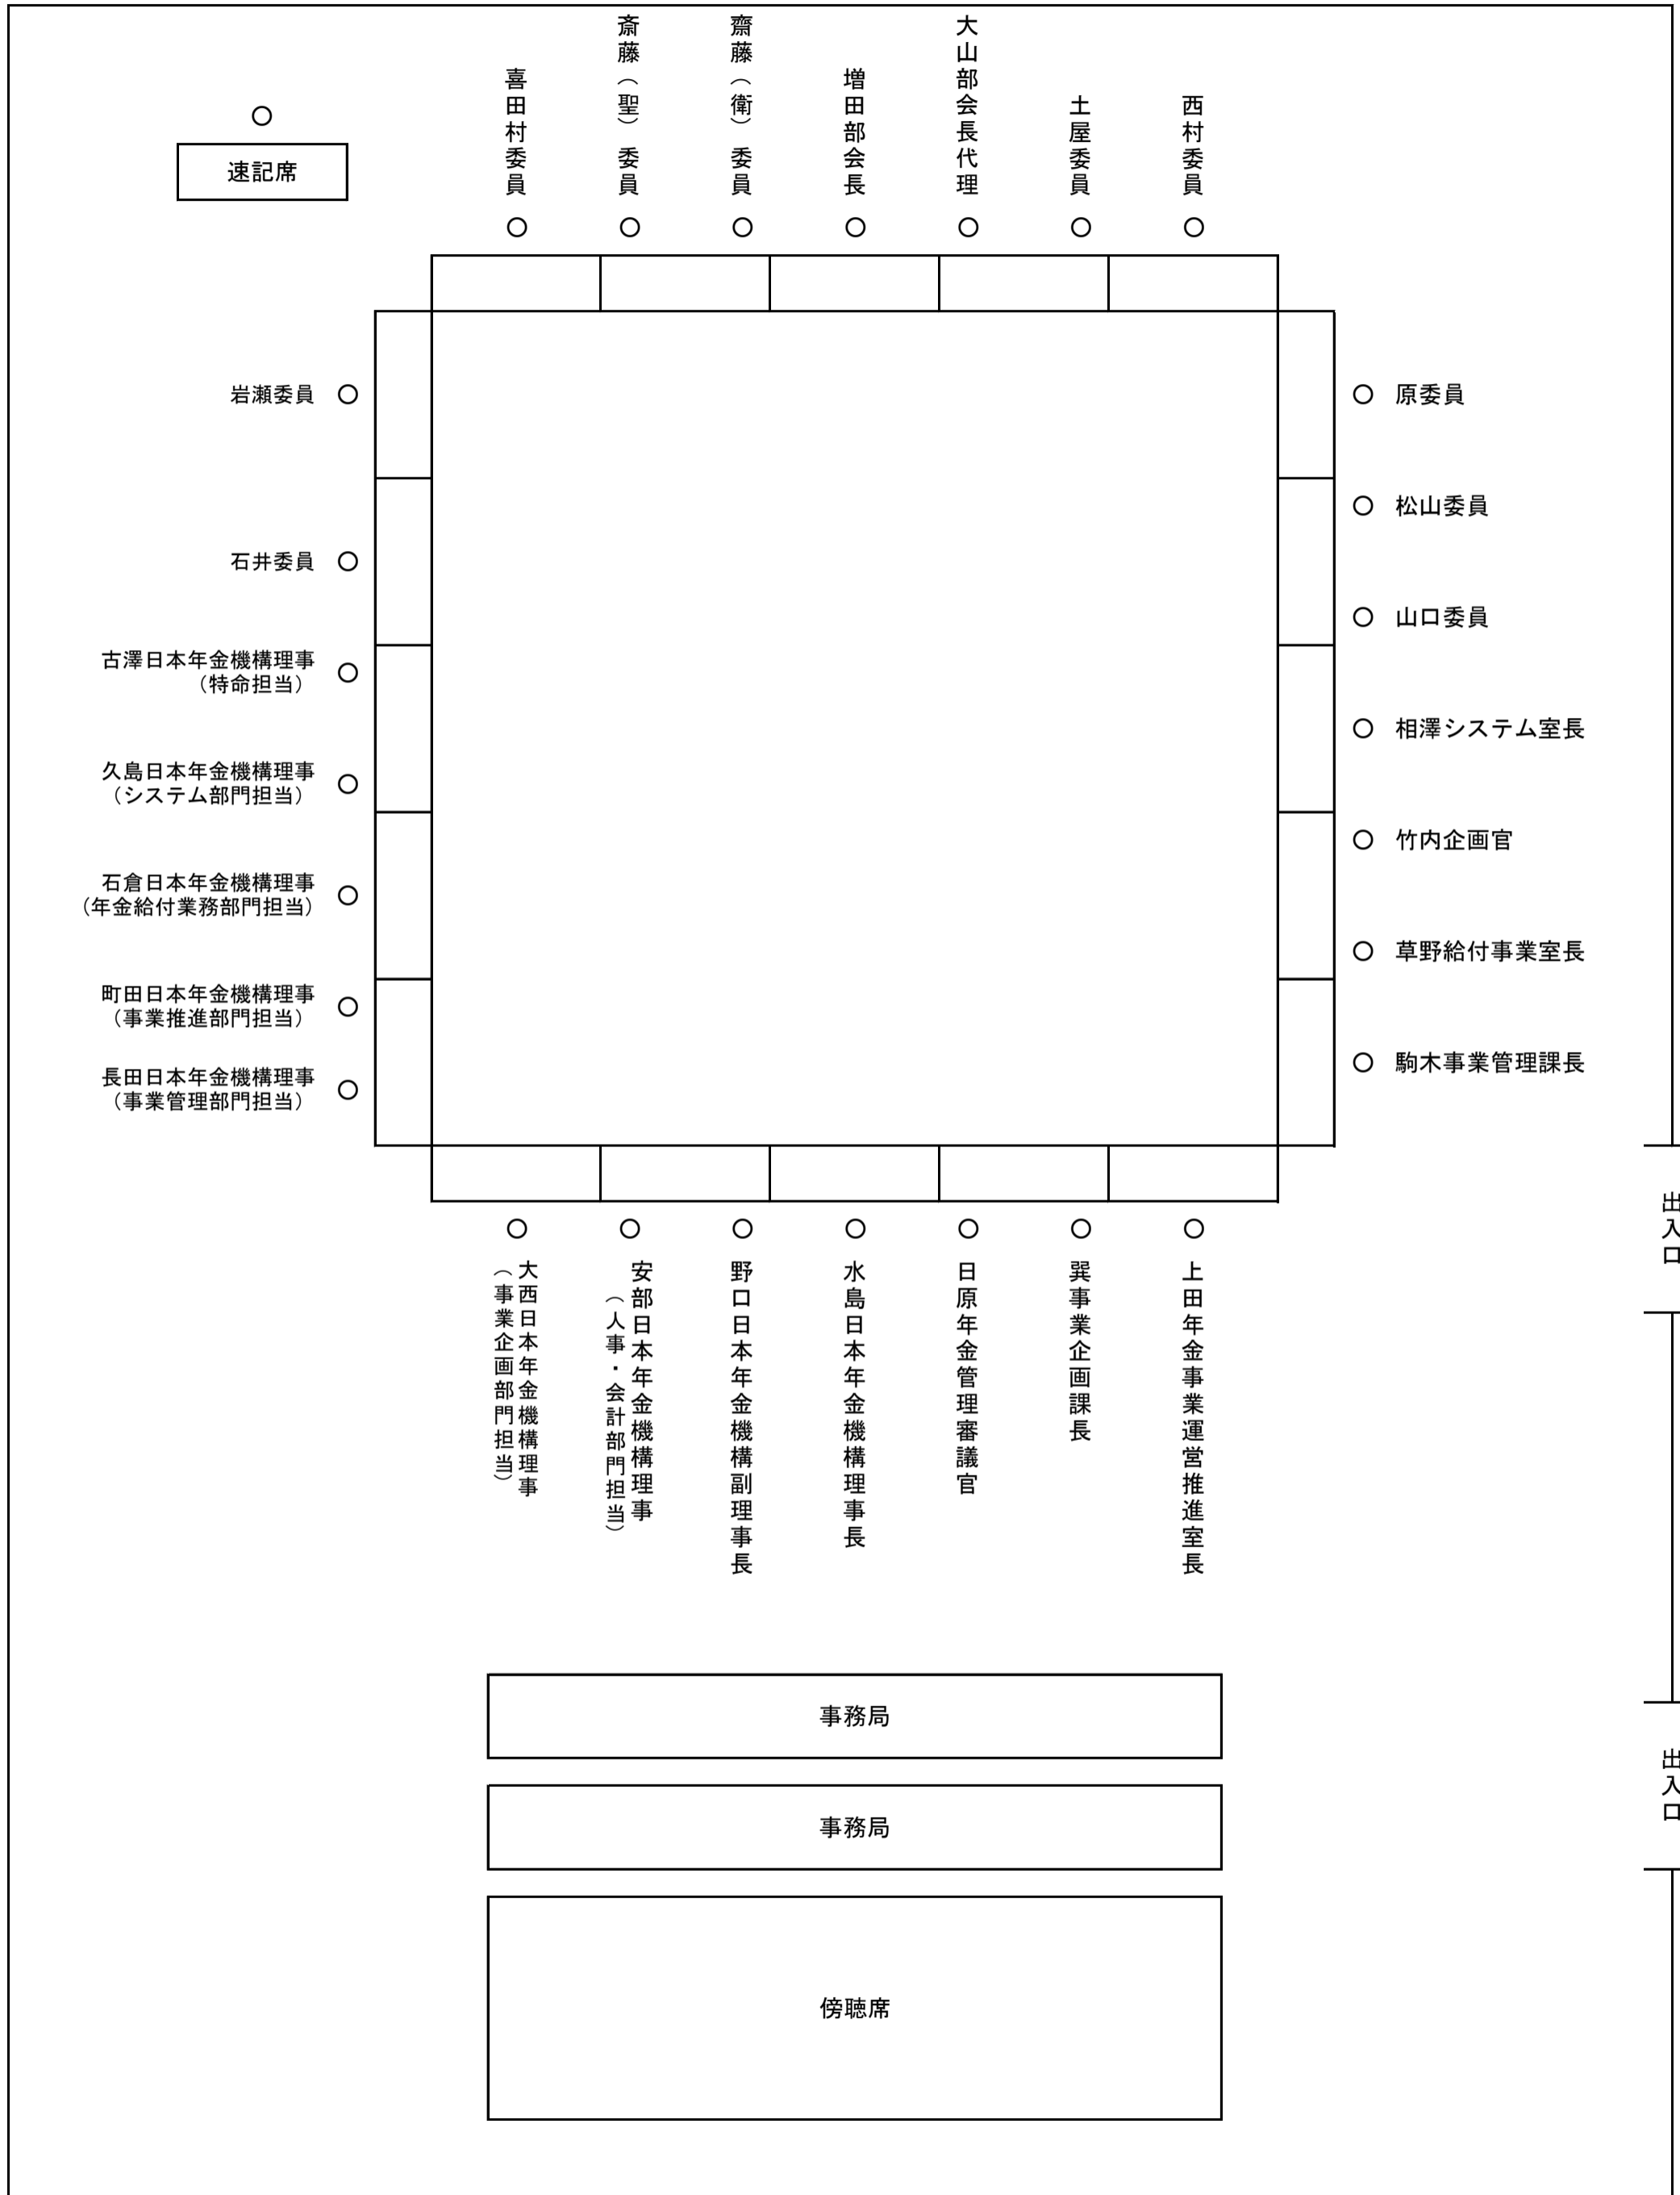 喜田村委員
斎藤（聖）委員
齋藤（衛）委員
増田部会長
大山部会長代理
土屋委員
西村委員
速記席
岩瀬委員
石井委員
古澤日本年金機構理事
（特命担当）
久島日本年金機構理事
（システム部門担当）
石倉日本年金機構理事
（年金給付業務部門担当）
町田日本年金機構理事
（事業推進部門担当）
長田日本年金機構理事
（事業管理部門担当）
原委員
松山委員
山口委員
相澤システム室長
竹内企画官
草野給付事業室長
駒木事業管理課長
出入口
大西日本年金機構理事
（事業企画部門担当）
安部日本年金機構理事
（人事・会計部門担当）
野口日本年金機構副理事長
水島日本年金機構理事長
日原年金管理審議官
巽事業企画課長
上田年金事業運営推進室長
事務局
事務局
出入口
傍聴席